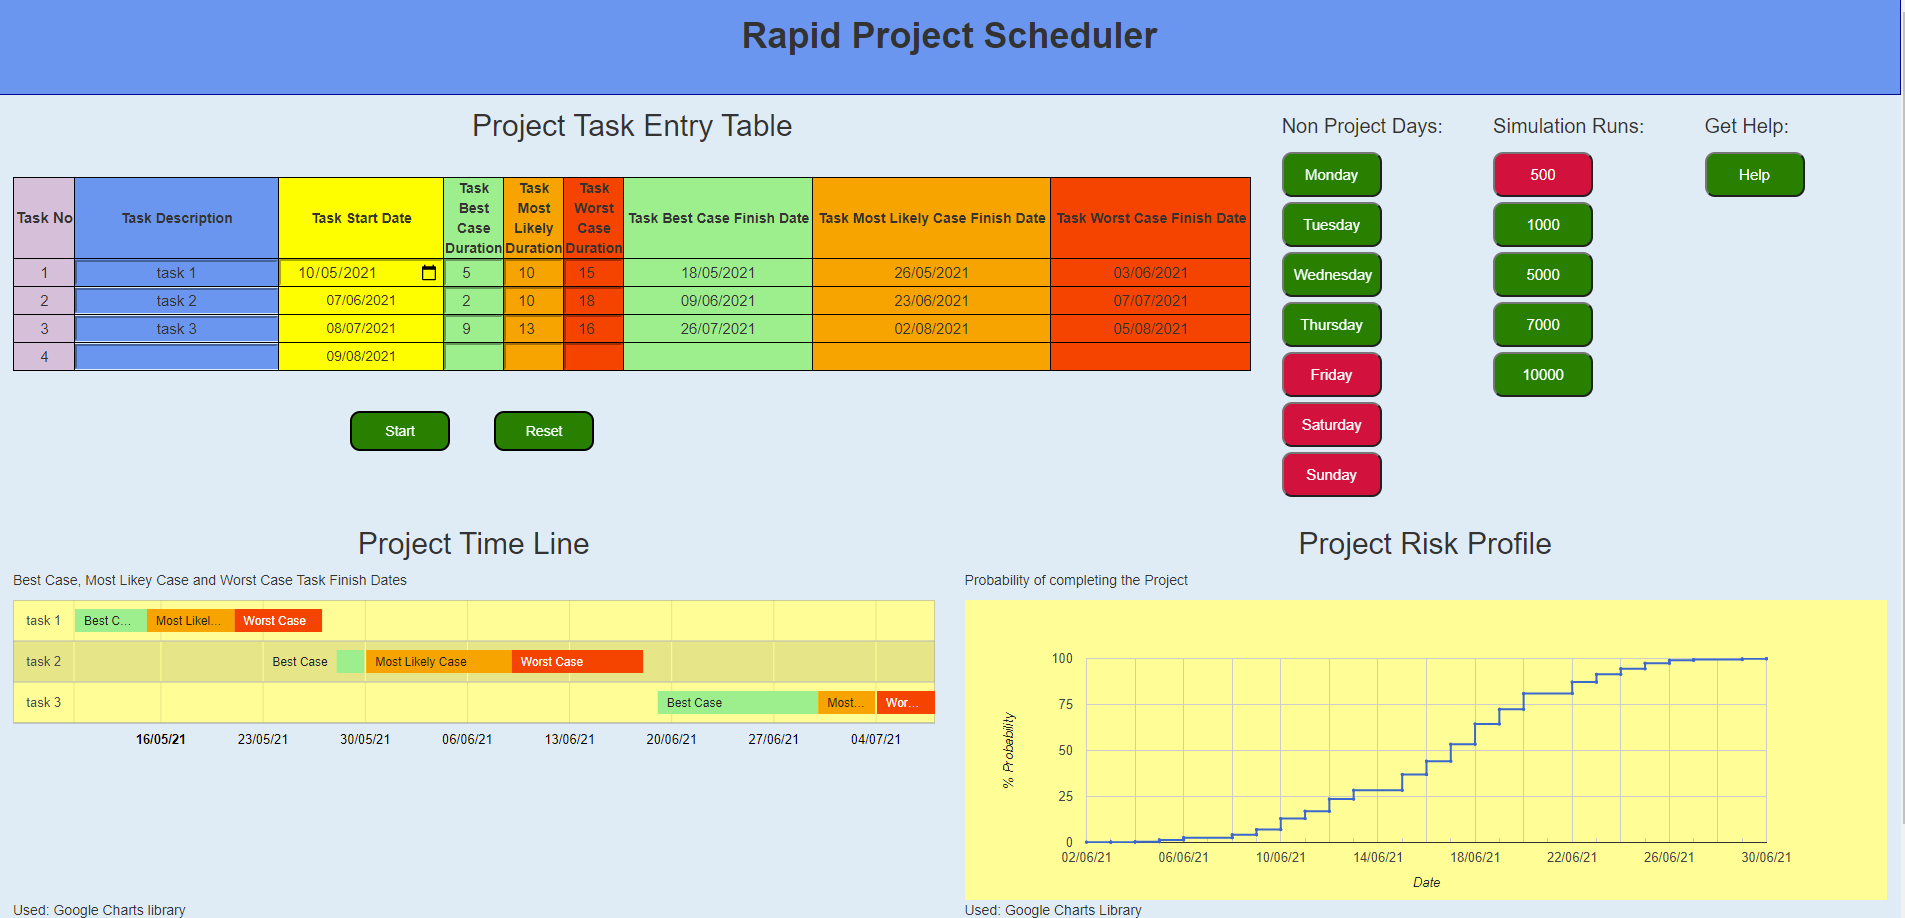 Rapid Project Scheduler
Project Task Entry Table
Non Project Days:
Simulation Runs:
Get Help:
Task No
Task Description
Task Start Date
Task Best Case Duration
Task Most Likely Duration
Task Worst Case Duration
Task Best Case Finish Date
Task Most Likely Case Finish Date
Task Worst Case Finish Date
1 task 1 10/05/2021 5 10 15 18/05/2021 26/05/2021 03/06/2021
2 task 2 07/06/2021 2 10 18 09/06/2021 23/06/2021 07/07/2021
3 task 3 08/07/2021 9 13 16 26/07/2021 02/08/2021 05/08/2021
4 09/08/2021
Monday
Tuesday
Wednesday
Thursday
Friday
Saturday
Sunday
500
1000
5000
7000
10000
Help
Start
Reset
Project Time Line
Best Case, Most Likey Case and Worst Case Task Finish Dates
task 1 Best C... Most Likel... Worst Case
task 2 Best Case Most Likely Case Worst Case
task 3 Best Case Most... Wor...
16/05/21 23/05/21 30/05/21 06/06/21 13/06/21 20/06/21 27/06/21 04/07/21
Used: Google Charts library
Project Risk Profile
Probability of completing the Project
% Probability
100
75
50
25
0
02/06/21 06/06/21 10/06/21 14/06/21 18/06/21 22/06/21 26/06/21 30/06/21
Date
Used: Google Charts Library